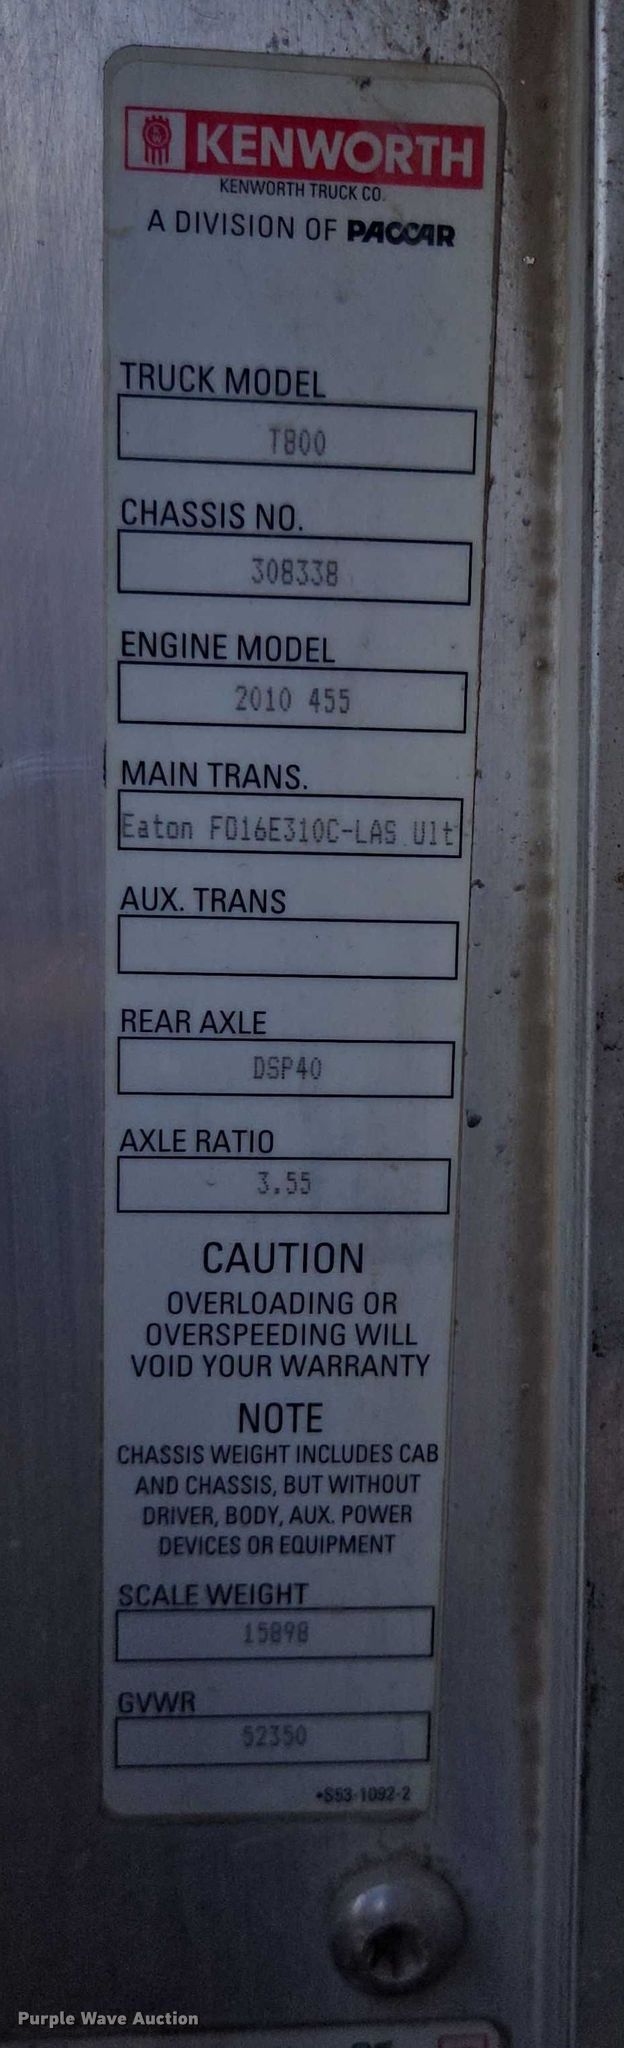 KENWORTH
KENWORTH TRUCK CO.
A DIVISION OF PACCAR
TRUCK MODEL
T800
CHASSIS NO.
308338
ENGINE MODEL
2010 455
MAIN TRANS.
Eaton FO16E310C-LAS Ult
AUX. TRANS
REAR AXLE
DSP40
AXLE RATIO
3.55
CAUTION
OVERLOADING OR
OVERSPEEDING WILL
VOID YOUR WARRANTY
NOTE
CHASSIS WEIGHT INCLUDES CAB
AND CHASSIS, BUT WITHOUT
DRIVER, BODY, AUX. POWER
DEVICES OR EQUIPMENT
SCALE WEIGHT
15898
GVWR
52350
•S53-1092-2
Purple Wave Auction